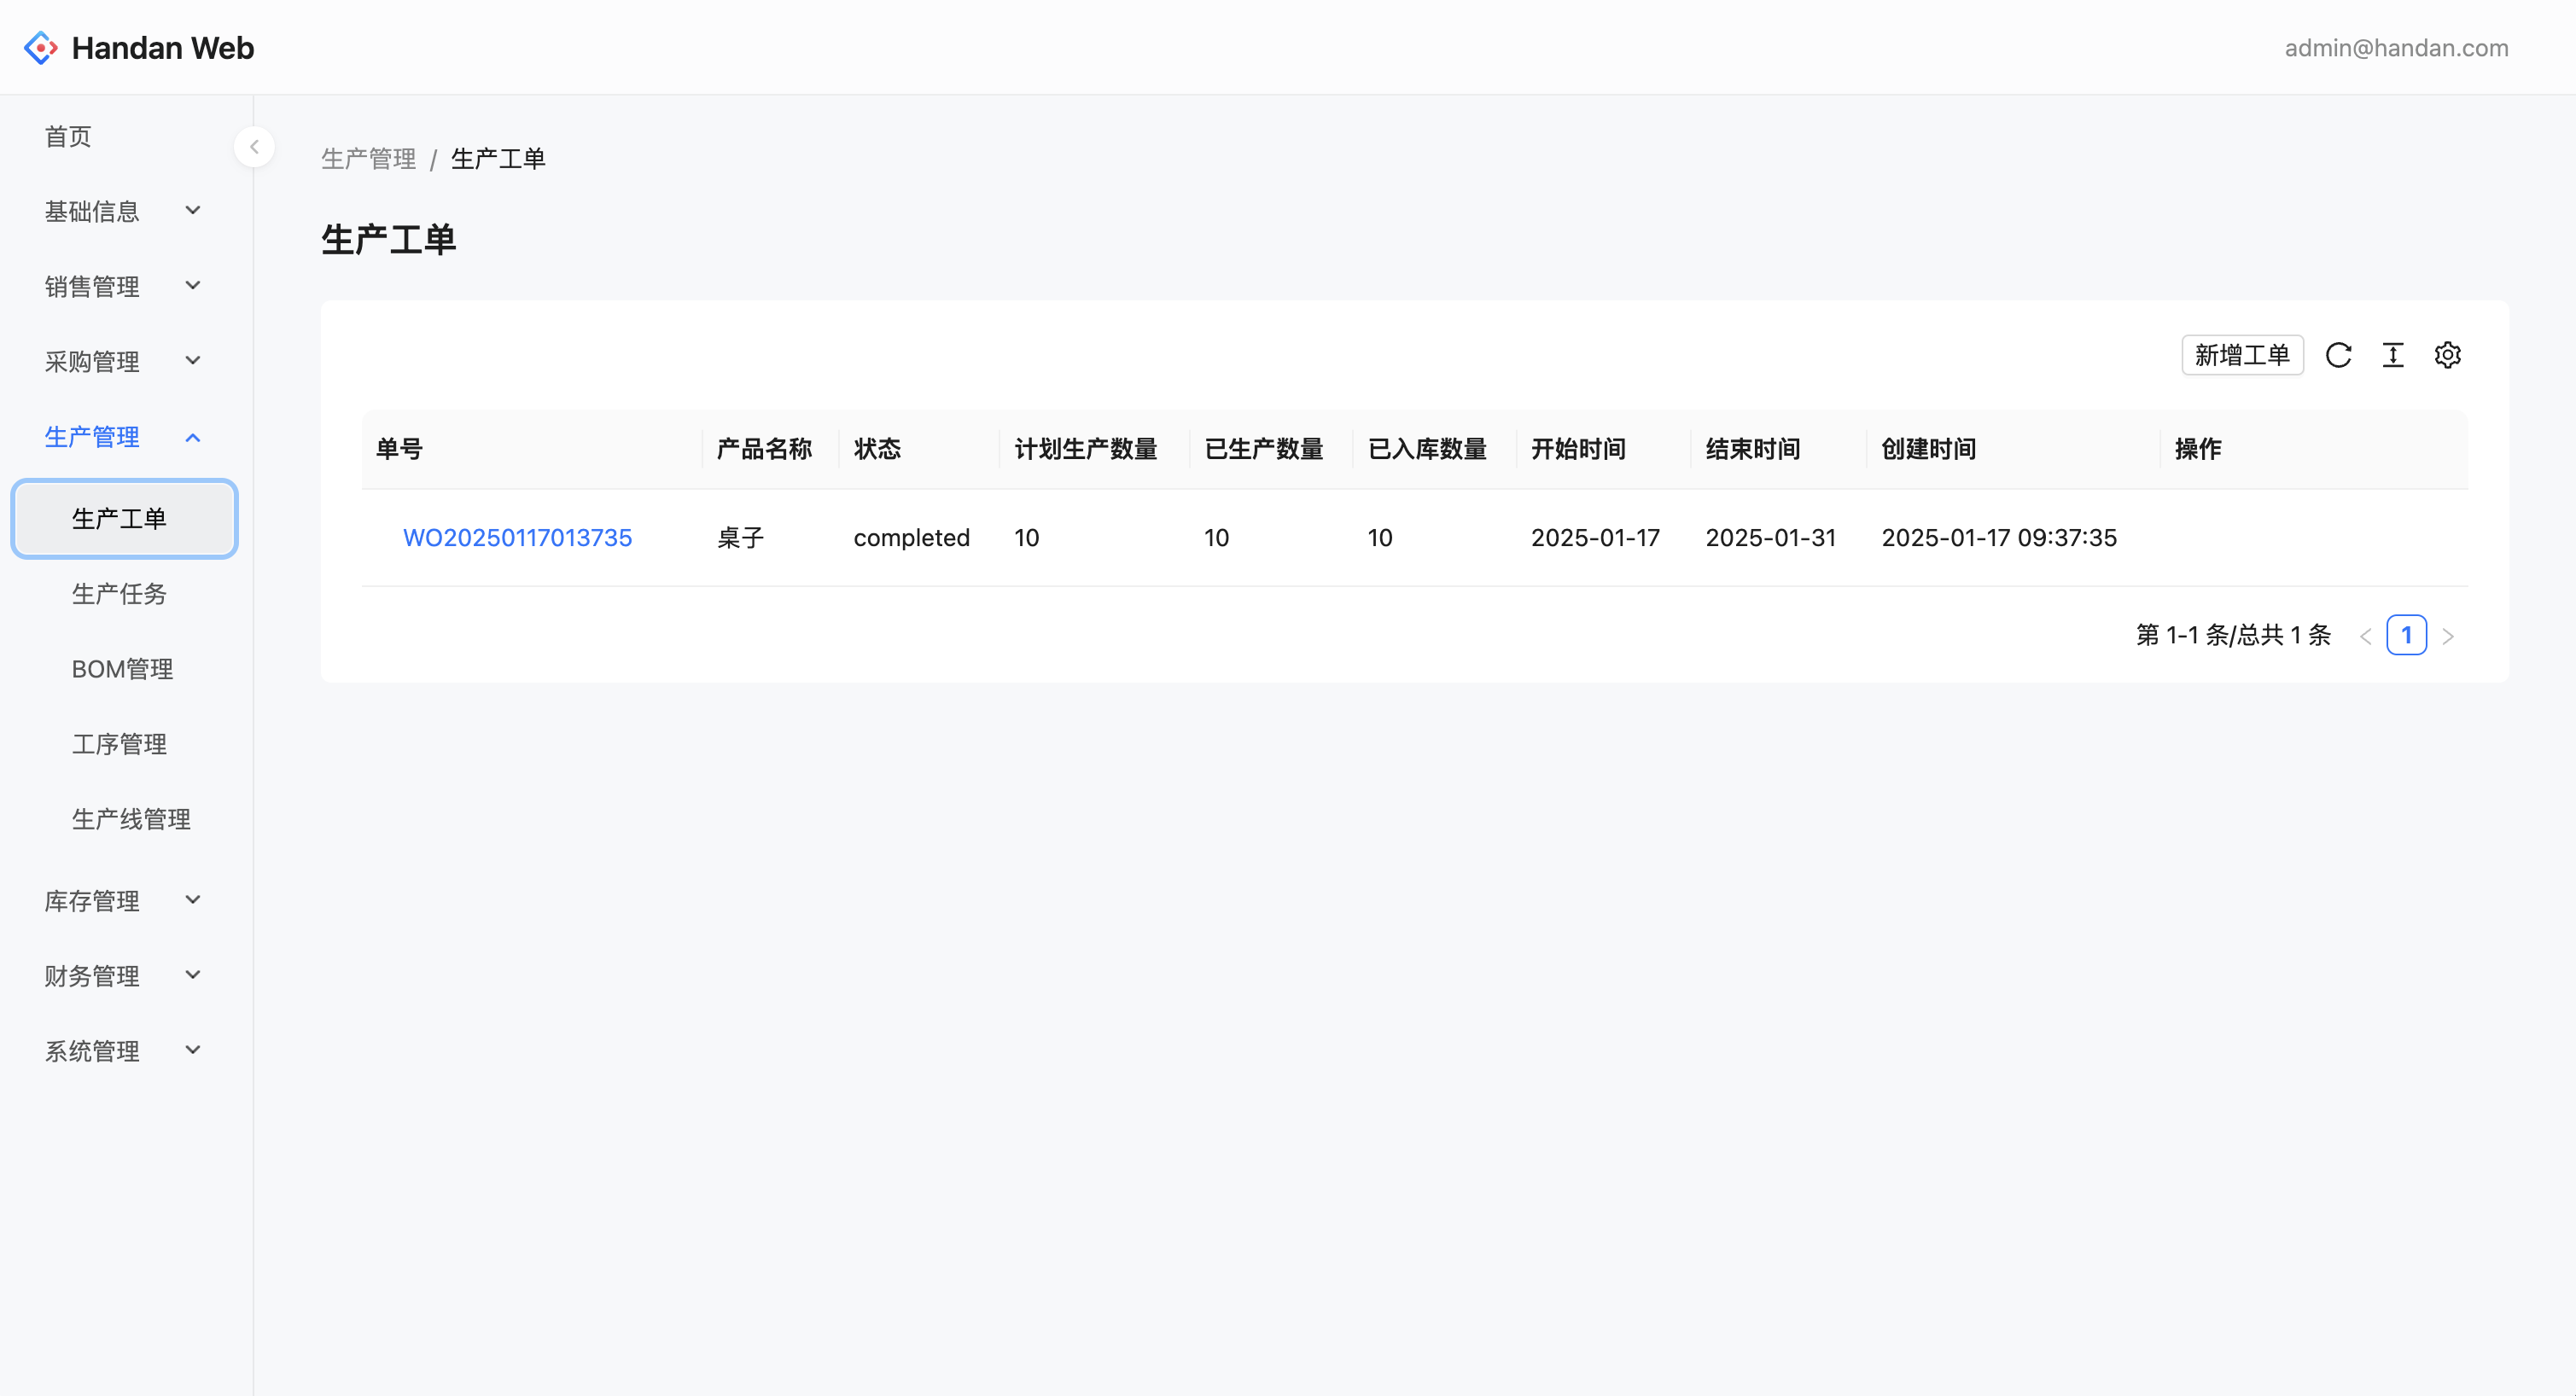 Handan Web
admin@handan.com
首页
基础信息
销售管理
采购管理
生产管理
生产工单
生产任务
BOM管理
工序管理
生产线管理
库存管理
财务管理
系统管理
生产管理 / 生产工单
生产工单
新增工单
单号 产品名称 状态 计划生产数量 已生产数量 已入库数量 开始时间 结束时间 创建时间 操作
WO20250117013735 桌子 completed 10 10 10 2025-01-17 2025-01-31 2025-01-17 09:37:35
第 1-1 条/总共 1 条 < 1 >